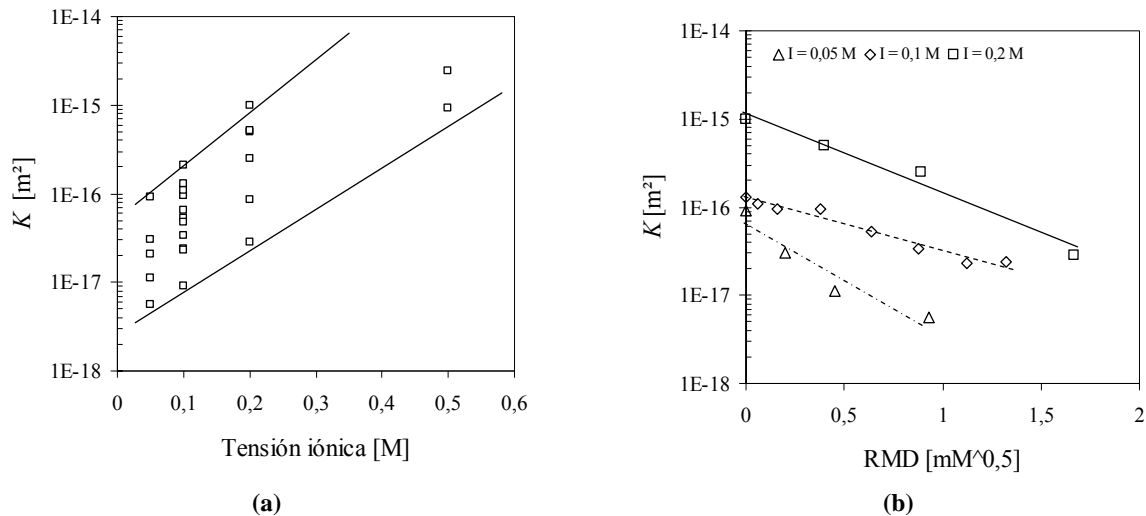 1E-14
1E-15
1E-16
1E-17
1E-18
K [m²]
0 0,1 0,2 0,3 0,4 0,5 0,6
Tensión iónica [M]
(a)
1E-14
1E-15
1E-16
1E-17
1E-18
K [m²]
I = 0,05 M I = 0,1 M I = 0,2 M
0 0,5 1 1,5 2
RMD [mM^0,5]
(b)